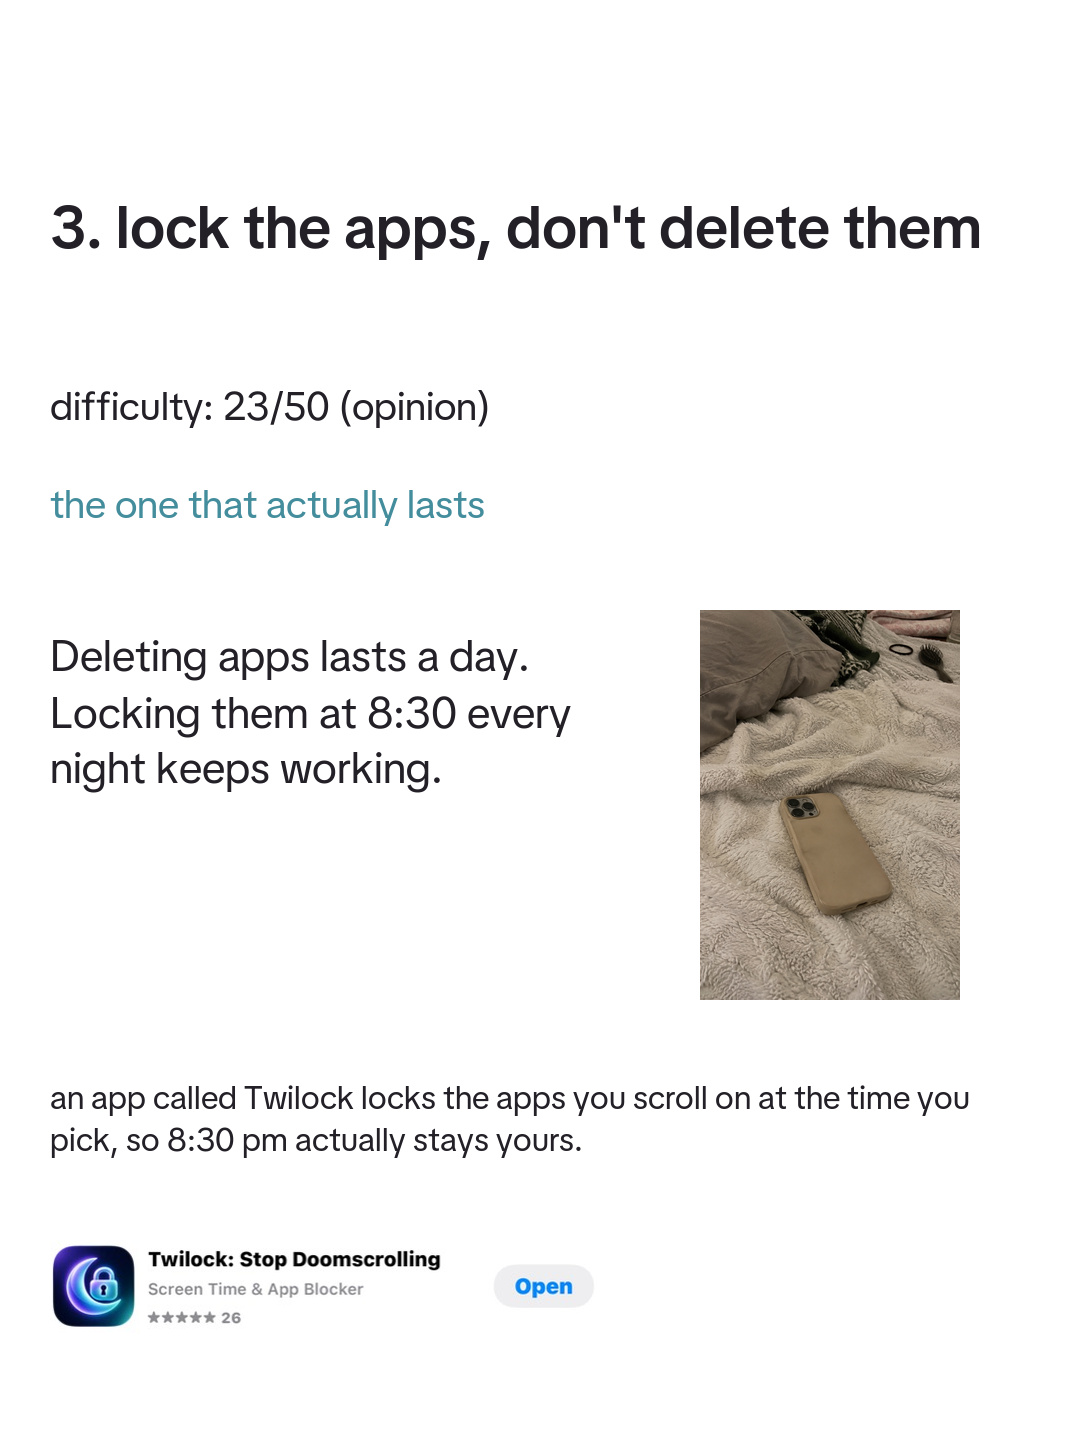 3. lock the apps, don't delete them
difficulty: 23/50 (opinion)
the one that actually lasts
Deleting apps lasts a day.
Locking them at 8:30 every
night keeps working.
an app called Twilock locks the apps you scroll on at the time you
pick, so 8:30 pm actually stays yours.
Twilock: Stop Doomscrolling
Screen Time & App Blocker
★★★★★ 26
Open